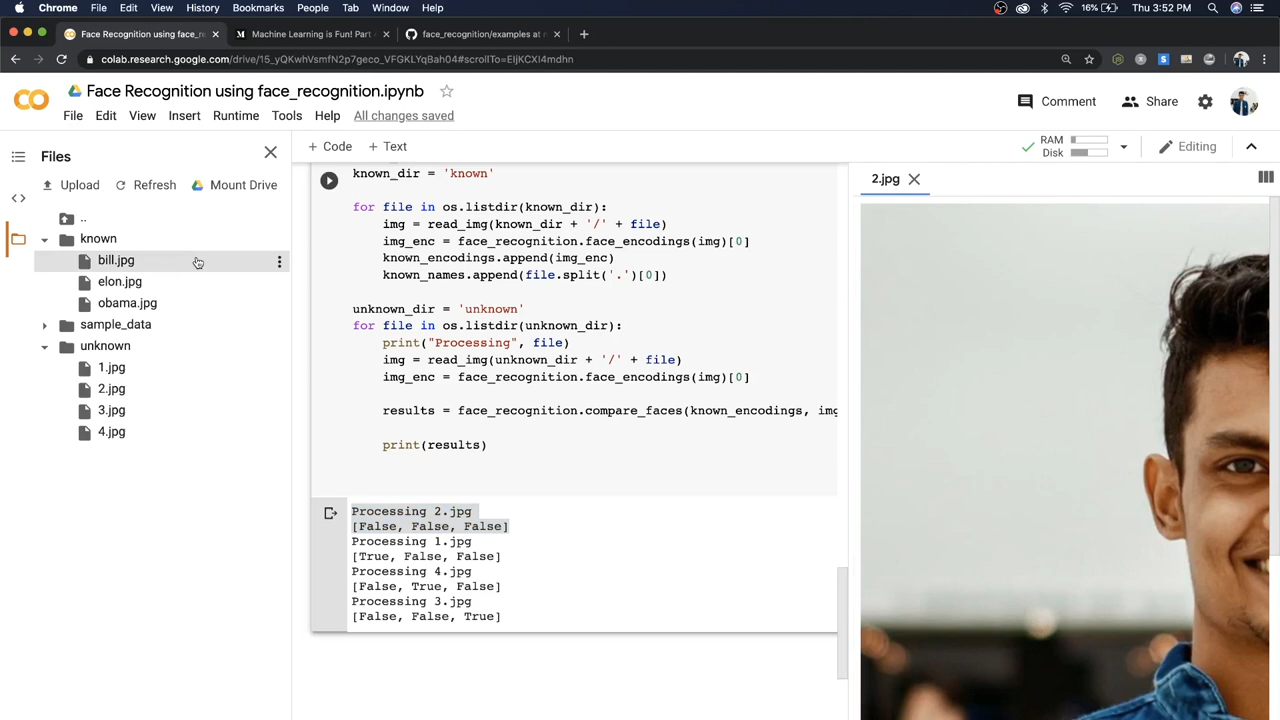 Chrome File Edit View History Bookmarks People Tab Window Help 16% Thu 3:52 PM
Face Recognition using face_re Machine Learning is Fun! Part face_recognition/examples at
colab.research.google.com/drive/15_yQKwhVsmfN2p7geco_VFGKLYqBah04#scrollTo=EIjKCXI4mdhn
Face Recognition using face_recognition.ipynb
File Edit View Insert Runtime Tools Help All changes saved
Comment Share
Files
+ Code + Text
RAM
Disk
Editing
Upload Refresh Mount Drive
..
known
bill.jpg
elon.jpg
obama.jpg
sample_data
unknown
1.jpg
2.jpg
3.jpg
4.jpg
known_dir = 'known'
for file in os.listdir(known_dir):
img = read_img(known_dir + '/' + file)
img_enc = face_recognition.face_encodings(img)[0]
known_encodings.append(img_enc)
known_names.append(file.split('.')[0])
unknown_dir = 'unknown'
for file in os.listdir(unknown_dir):
print("Processing", file)
img = read_img(unknown_dir + '/' + file)
img_enc = face_recognition.face_encodings(img)[0]
results = face_recognition.compare_faces(known_encodings, img
print(results)
Processing 2.jpg
[False, False, False]
Processing 1.jpg
[True, False, False]
Processing 4.jpg
[False, True, False]
Processing 3.jpg
[False, False, True]
2.jpg